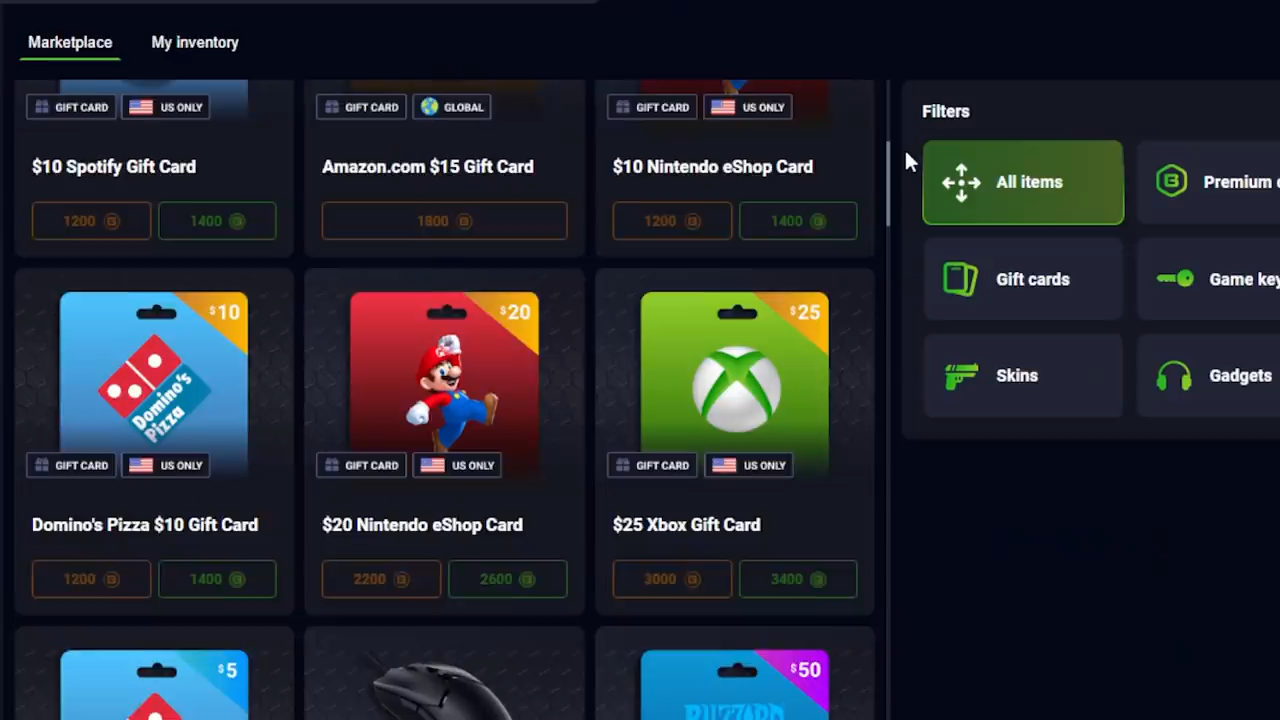 Marketplace
My inventory
GIFT CARD
US ONLY
GIFT CARD
GLOBAL
GIFT CARD
US ONLY
$10 Spotify Gift Card
Amazon.com $15 Gift Card
$10 Nintendo eShop Card
1200
1400
1800
1200
1400
Filters
All items
Premium
Gift cards
Game key
Skins
Gadgets
$10
Domino's
Pizza
$20
$25
GIFT CARD
US ONLY
GIFT CARD
US ONLY
GIFT CARD
US ONLY
Domino's Pizza $10 Gift Card
$20 Nintendo eShop Card
$25 Xbox Gift Card
1200
1400
2200
2600
3000
3400
$5
$50